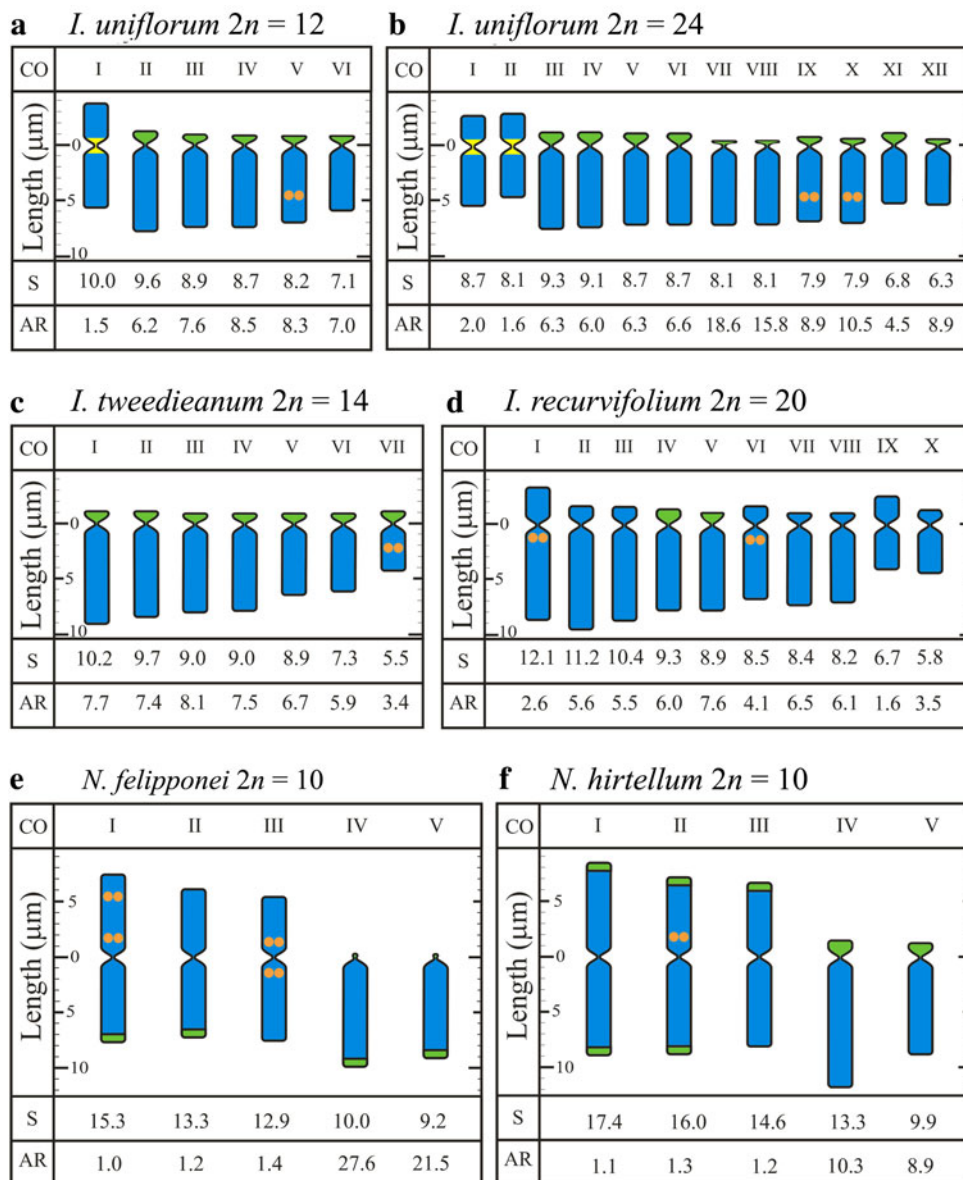 a I. uniflorum 2n = 12
CO I II III IV V VI
Length (µm)
0
5
10
S 10.0 9.6 8.9 8.7 8.2 7.1
AR 1.5 6.2 7.6 8.5 8.3 7.0
b I. uniflorum 2n = 24
CO I II III IV V VI VII VIII IX X XI XII
Length (µm)
0
5
10
S 8.7 8.1 9.3 9.1 8.7 8.7 8.1 8.1 7.9 7.9 6.8 6.3
AR 2.0 1.6 6.3 6.0 6.3 6.6 18.6 15.8 8.9 10.5 4.5 8.9
c I. tweedieanum 2n = 14
CO I II III IV V VI VII
Length (µm)
0
5
10
S 10.2 9.7 9.0 9.0 8.9 7.3 5.5
AR 7.7 7.4 8.1 7.5 6.7 5.9 3.4
d I. recurvifolium 2n = 20
CO I II III IV V VI VII VIII IX X
Length (µm)
0
5
10
S 12.1 11.2 10.4 9.3 8.9 8.5 8.4 8.2 6.7 5.8
AR 2.6 5.6 5.5 6.0 7.6 4.1 6.5 6.1 1.6 3.5
e N. felipponei 2n = 10
CO I II III IV V
Length (µm)
5
0
5
10
S 15.3 13.3 12.9 10.0 9.2
AR 1.0 1.2 1.4 27.6 21.5
f N. hirtellum 2n = 10
CO I II III IV V
Length (µm)
5
0
5
10
S 17.4 16.0 14.6 13.3 9.9
AR 1.1 1.3 1.2 10.3 8.9